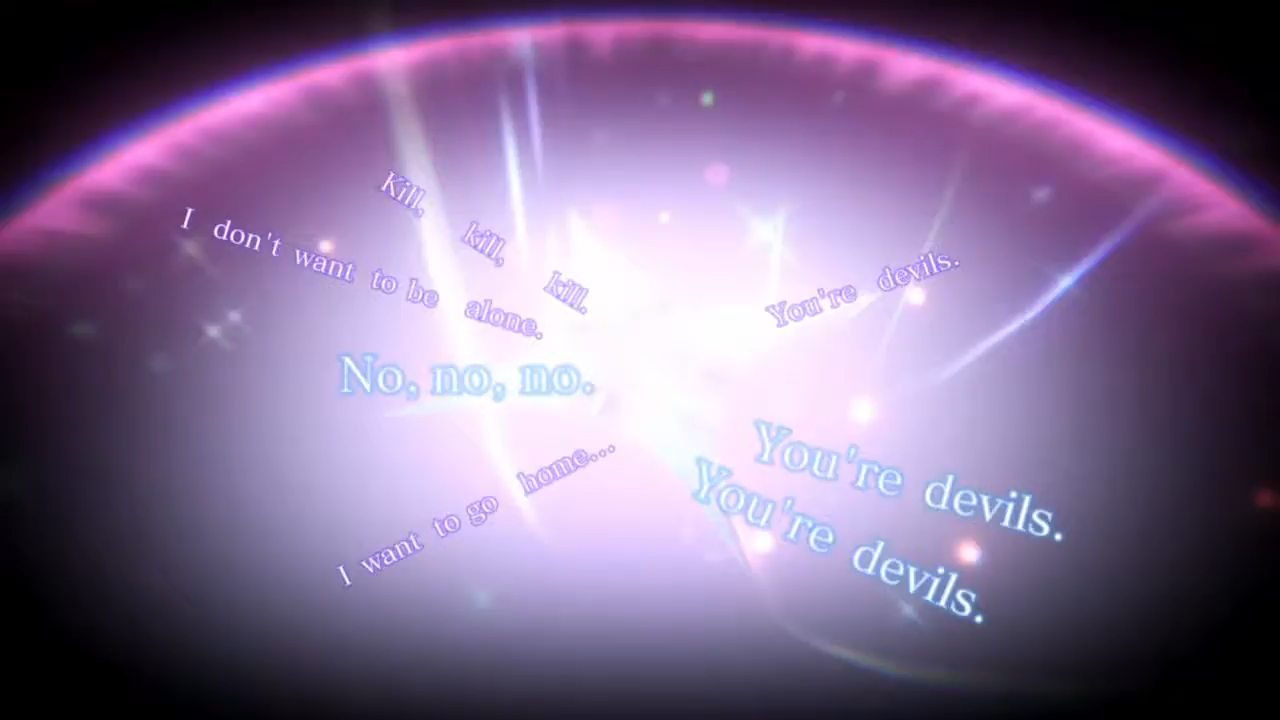 Kill, kill, kill.
I don't want to be alone.
You're devils.
No, no, no.
I want to go home...
You're devils.
You're devils.